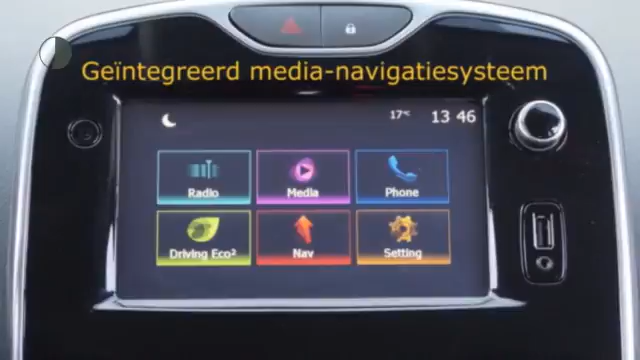 Geïntegreerd media-navigatiesysteem
17°C 13 46
Radio Media Phone
Driving Eco² Nav Setting